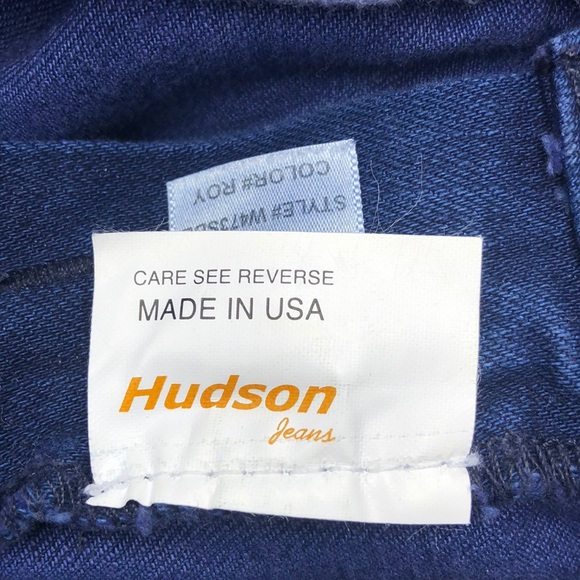 COLOR# ROY
STYLE#
CARE SEE REVERSE
MADE IN USA
Hudson
Jeans